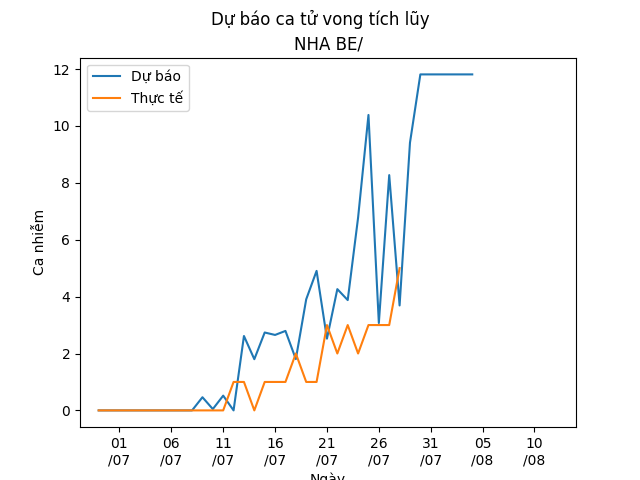 Dự báo ca tử vong tích lũy
NHA BE/
Dự báo
Thực tế
Ca nhiễm
12
10
8
6
4
2
0
01 06 11 16 21 26 31 05 10
/07 /07 /07 /07 /07 /07 /07 /08 /08
Ngày